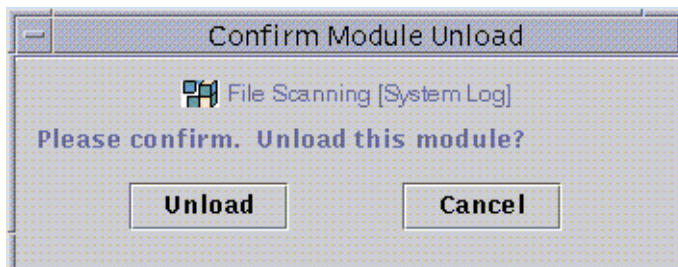 Confirm Module Unload
File Scanning [System Log]
Please confirm. Unload this module?
Unload Cancel